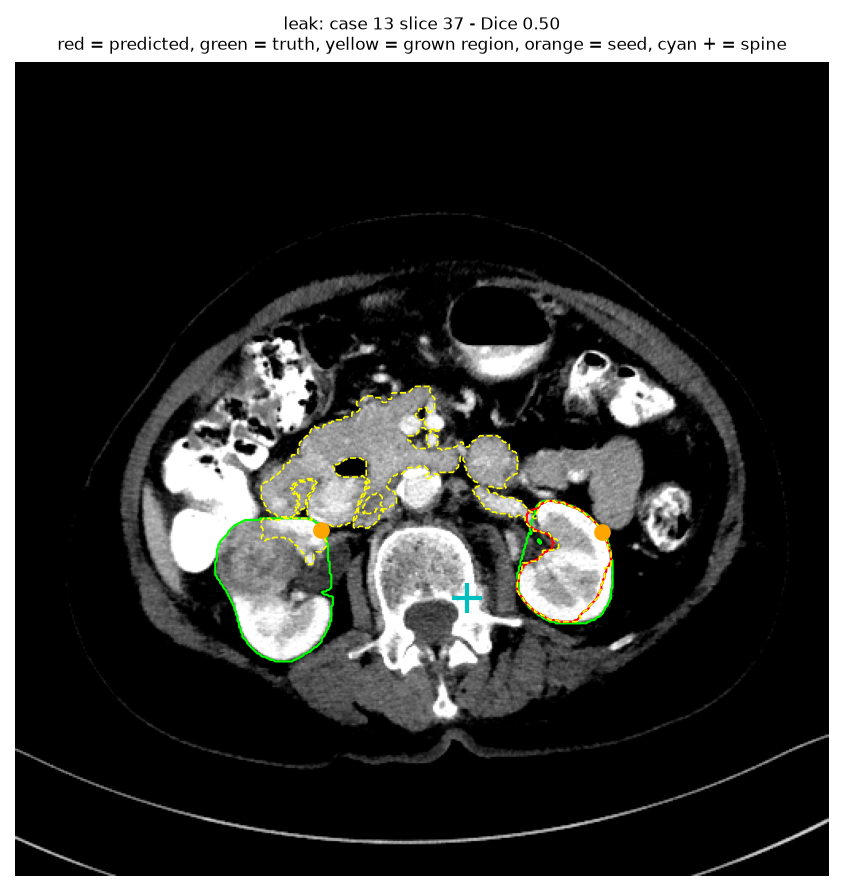 leak: case 13 slice 37 - Dice 0.50
red = predicted, green = truth, yellow = grown region, orange = seed, cyan + = spine